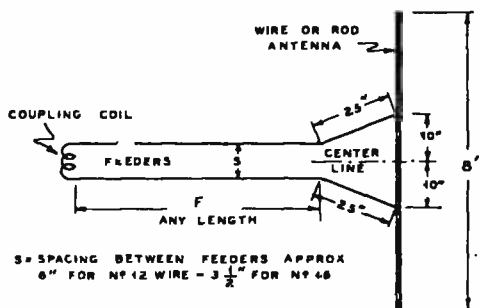 WIRE OR ROD
ANTENNA
25"
COUPLING COIL
10"
FEEDERS
S
CENTER
LINE
8'
10"
F
ANY LENGTH
25"
S= SPACING BETWEEN FEEDERS APPROX
6" FOR Nº 12 WIRE - 3 1/2" FOR Nº 16